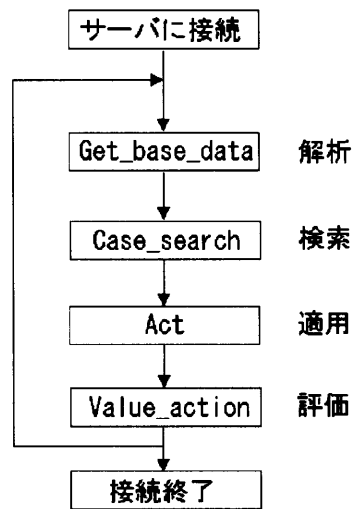 サーバに接続
Get_base_data 解析
Case_search 検索
Act 適用
Value_action 評価
接続終了